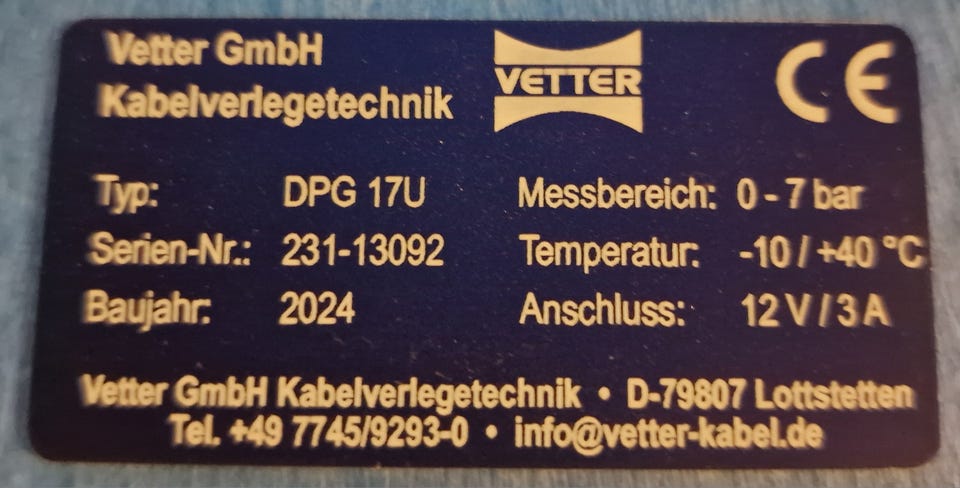 Vetter GmbH
Kabelverlegetechnik
VETTER
CE
Typ: DPG 17U
Serien-Nr.: 231-13092
Baujahr: 2024
Messbereich: 0 - 7 bar
Temperatur: -10 / +40 °C
Anschluss: 12 V / 3 A
Vetter GmbH Kabelverlegetechnik • D-79807 Lottstetten
Tel. +49 7745/9293-0 • info@vetter-kabel.de